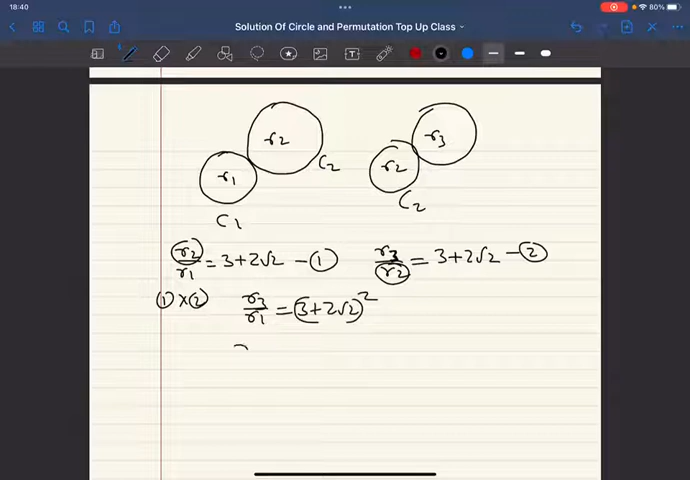 18:40
80%
Solution Of Circle and Permutation Top Up Class
r2
r3
r1
r2
C2
C2
C1
r2/r1 = 3+2√2 - ①
r3/r2 = 3+2√2 - ②
① × ② r3/r1 = (3+2√2)^2